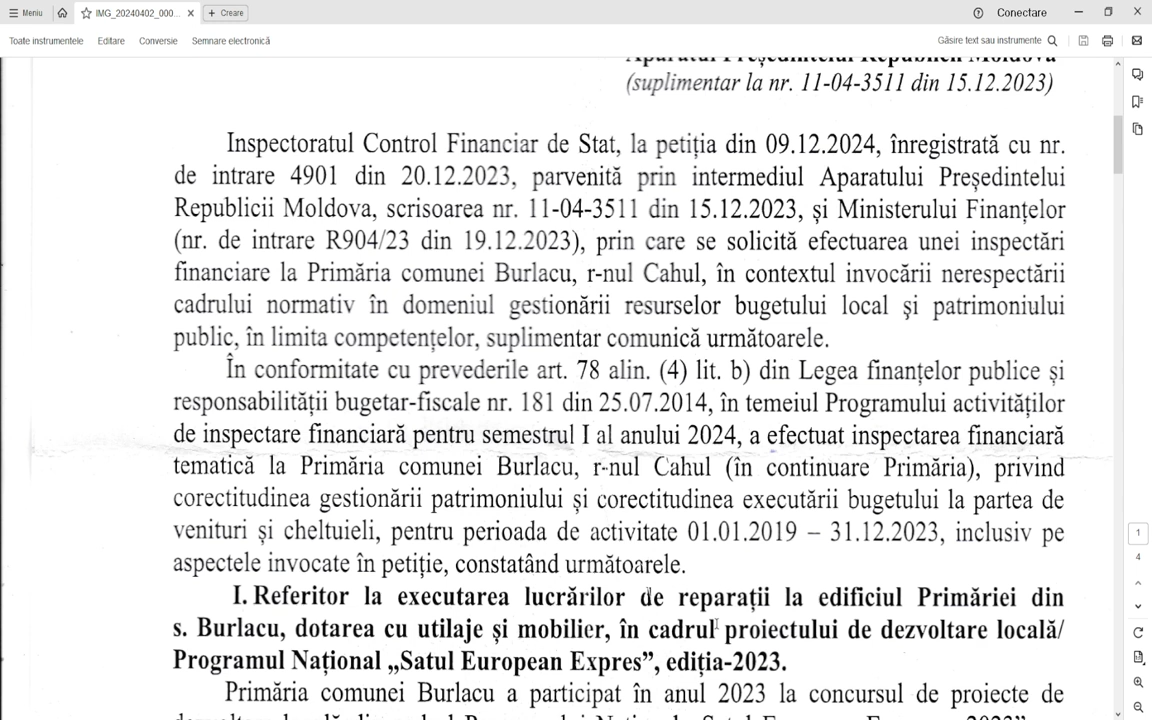 Meniu IMG_20240402_000... Creare Conectare
Toate instrumentele Editare Conversie Semnare electronică Găsire text sau instrumente
Aparatul Președintelui Republicii Moldova
(suplimentar la nr. 11-04-3511 din 15.12.2023)
Inspectoratul Control Financiar de Stat, la petiția din 09.12.2024, înregistrată cu nr.
de intrare 4901 din 20.12.2023, parvenită prin intermediul Aparatului Președintelui
Republicii Moldova, scrisoarea nr. 11-04-3511 din 15.12.2023, și Ministerului Finanțelor
(nr. de intrare R904/23 din 19.12.2023), prin care se solicită efectuarea unei inspectări
financiare la Primăria comunei Burlacu, r-nul Cahul, în contextul invocării nerespectării
cadrului normativ în domeniul gestionării resurselor bugetului local și patrimoniului
public, în limita competențelor, suplimentar comunică următoarele.
În conformitate cu prevederile art. 78 alin. (4) lit. b) din Legea finanțelor publice și
responsabilității bugetar-fiscale nr. 181 din 25.07.2014, în temeiul Programului activităților
de inspectare financiară pentru semestrul I al anului 2024, a efectuat inspectarea financiară
tematică la Primăria comunei Burlacu, r-nul Cahul (în continuare Primăria), privind
corectitudinea gestionării patrimoniului și corectitudinea executării bugetului la partea de
venituri și cheltuieli, pentru perioada de activitate 01.01.2019 – 31.12.2023, inclusiv pe
aspectele invocate în petiție, constatând următoarele.
I. Referitor la executarea lucrărilor de reparații la edificiul Primăriei din
s. Burlacu, dotarea cu utilaje și mobilier, în cadrul proiectului de dezvoltare locală/
Programul Național „Satul European Expres”, ediția-2023.
Primăria comunei Burlacu a participat în anul 2023 la concursul de proiecte de
1
4